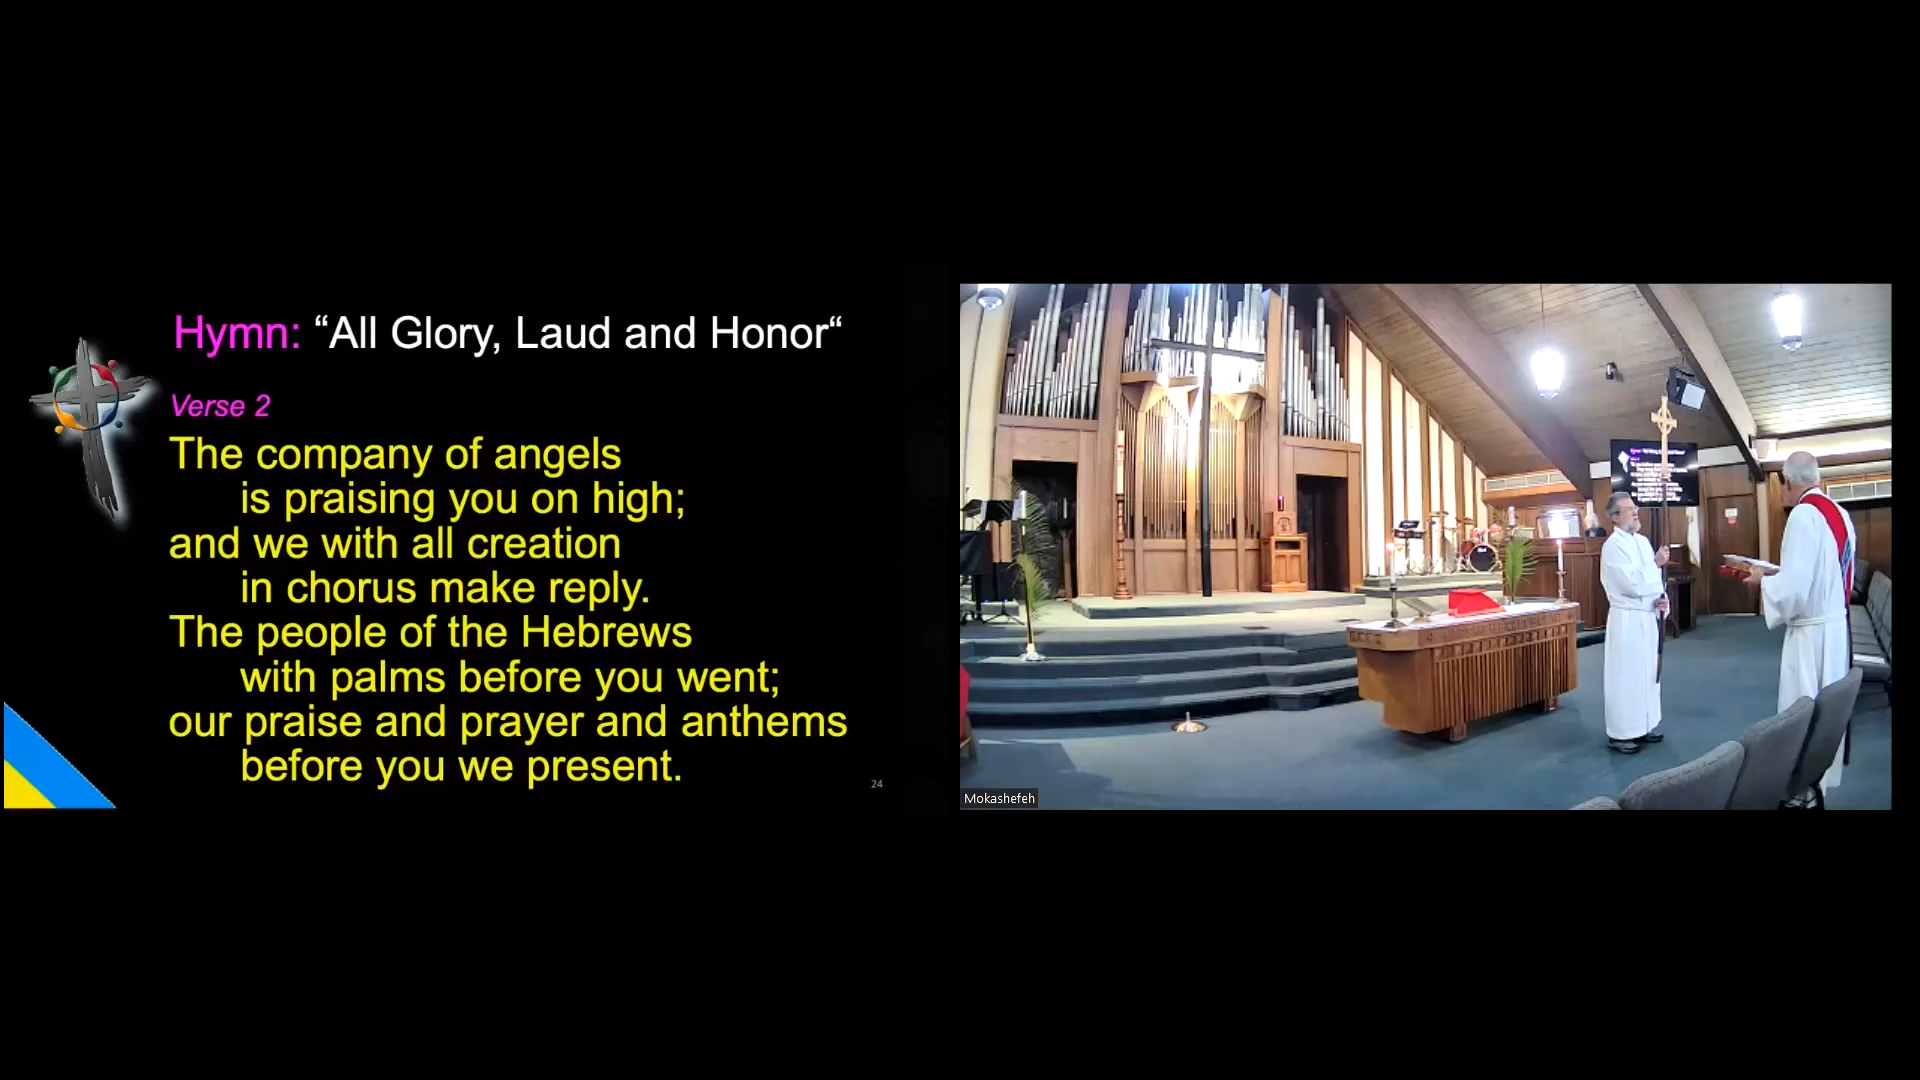 Hymn: “All Glory, Laud and Honor“
Verse 2
The company of angels
is praising you on high;
and we with all creation
in chorus make reply.
The people of the Hebrews
with palms before you went;
our praise and prayer and anthems
before you we present.
24
Mokashefeh